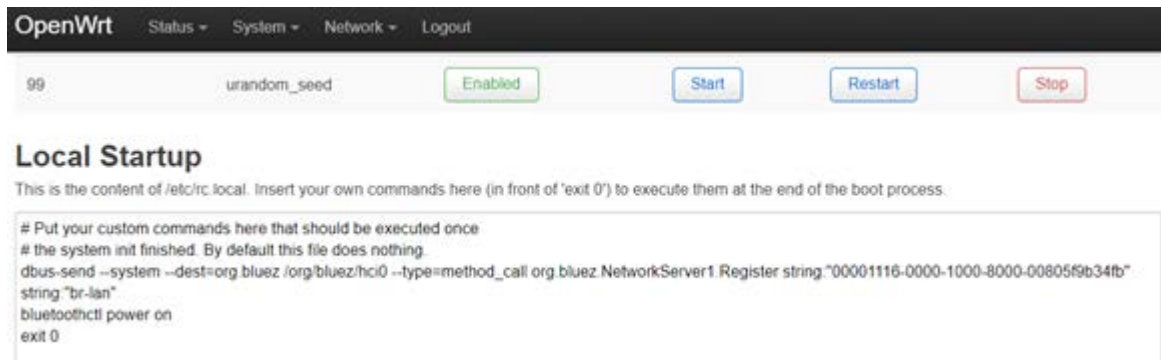 OpenWrt Status System Network Logout
99 urandom_seed Enabled Start Restart Stop
Local Startup
This is the content of /etc/rc.local. Insert your own commands here (in front of 'exit 0') to execute them at the end of the boot process.
# Put your custom commands here that should be executed once
# the system init finished. By default this file does nothing.
dbus-send --system --dest=org.bluez /org/bluez/hci0 --type=method_call org.bluez.NetworkServer1.Register string:"00001116-0000-1000-8000-00805f9b34fb"
string:"br-lan"
bluetoothctl power on
exit 0